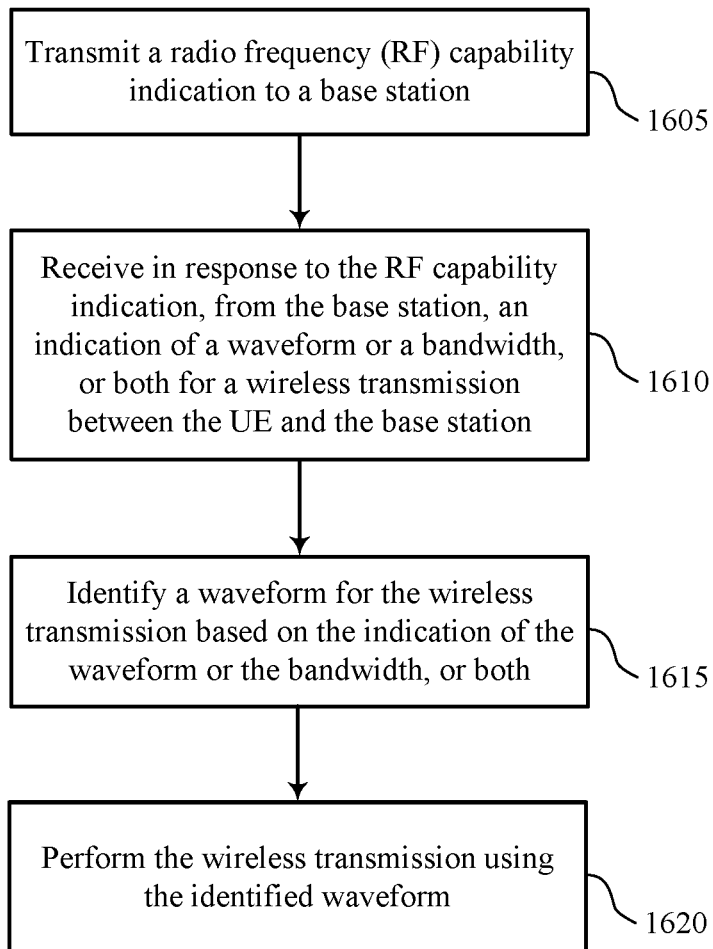 Transmit a radio frequency (RF) capability
indication to a base station
1605
Receive in response to the RF capability
indication, from the base station, an
indication of a waveform or a bandwidth,
or both for a wireless transmission
between the UE and the base station
1610
Identify a waveform for the wireless
transmission based on the indication of the
waveform or the bandwidth, or both
1615
Perform the wireless transmission using
the identified waveform
1620